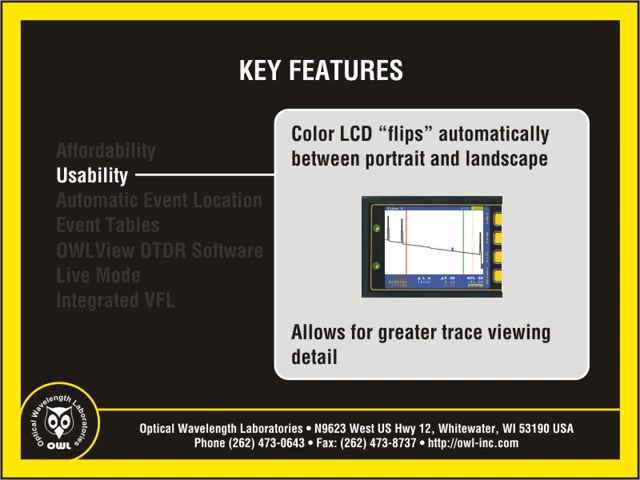 KEY FEATURES
Affordability
Usability
Automatic Event Location
Event Tables
OWLView OTDR Software
Live Mode
Integrated VFL
Color LCD “flips” automatically
between portrait and landscape
Allows for greater trace viewing
detail
Optical Wavelength Laboratories
OWL
Optical Wavelength Laboratories • N9623 West US Hwy 12, Whitewater, WI 53190 USA
Phone (262) 473-0643 • Fax: (262) 473-8737 • http://owl-inc.com